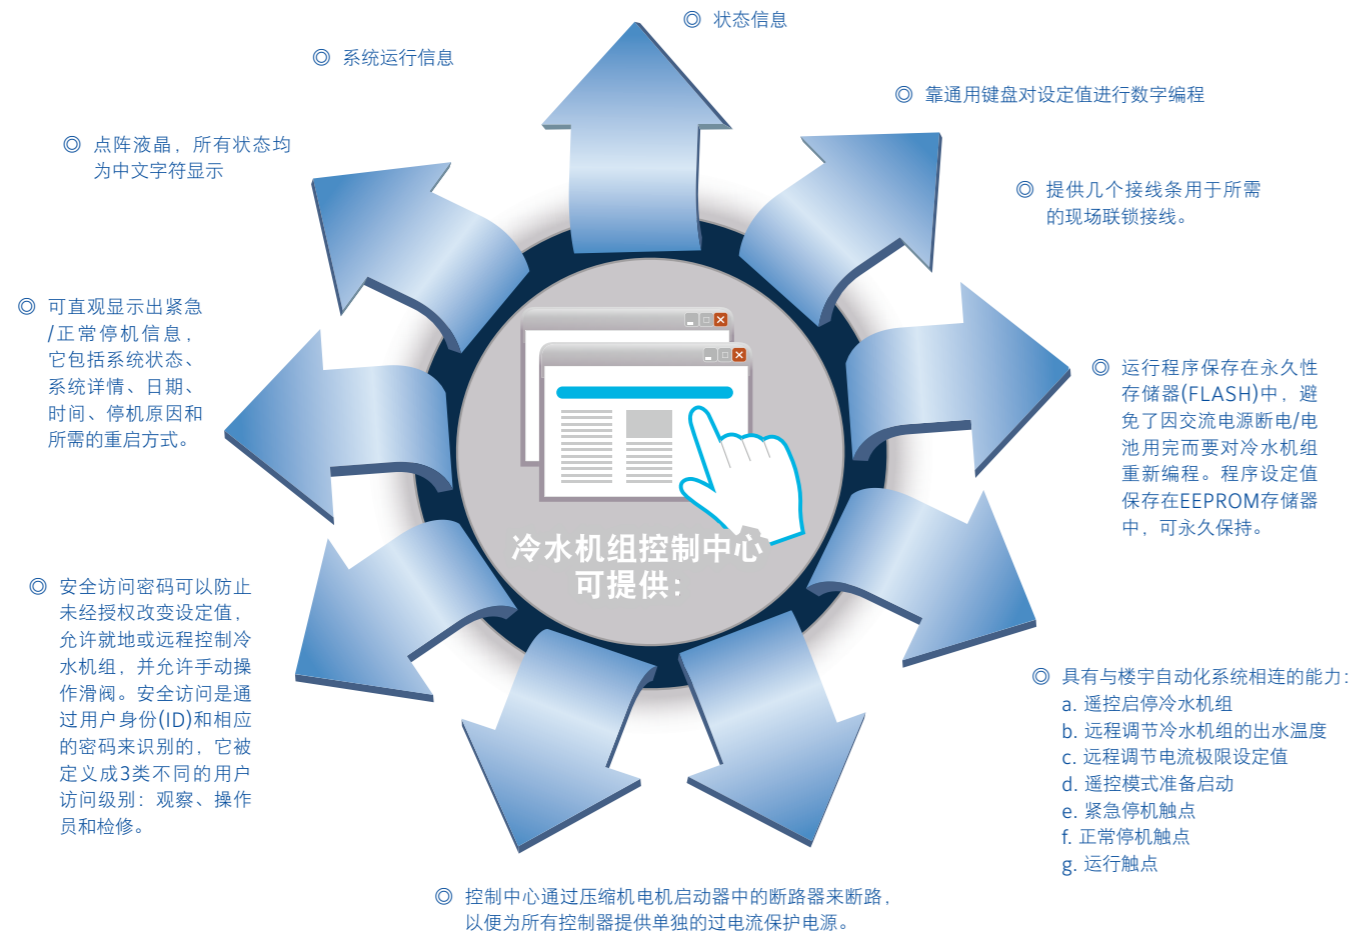 ◎ 状态信息
◎ 系统运行信息
◎ 靠通用键盘对设定值进行数字编程
◎ 点阵液晶，所有状态均
为中文字符显示
◎ 提供几个接线条用于所需
的现场联锁接线。
◎ 可直观显示出紧急
/正常停机信息，
它包括系统状态、
系统详情、日期、
时间、停机原因和
所需的重启方式。
◎ 运行程序保存在永久性
存储器(FLASH)中，避
免了因交流电源断电/电
池用完而要对冷水机组
重新编程。程序设定值
保存在EEPROM存储器
中，可永久保持。
冷水机组控制中心
可提供：
◎ 安全访问密码可以防止
未经授权改变设定值，
允许就地或远程控制冷
水机组，并允许手动操
作滑阀。安全访问是通
过用户身份(ID)和相应
的密码来识别的，它被
定义成3类不同的用户
访问级别：观察、操作
员和检修。
◎ 具有与楼宇自动化系统相连的能力：
a. 遥控启停冷水机组
b. 远程调节冷水机组的出水温度
c. 远程调节电流极限设定值
d. 遥控模式准备启动
e. 紧急停机触点
f. 正常停机触点
g. 运行触点
◎ 控制中心通过压缩机电机启动器中的断路器来断路，
以便为所有控制器提供单独的过电流保护电源。